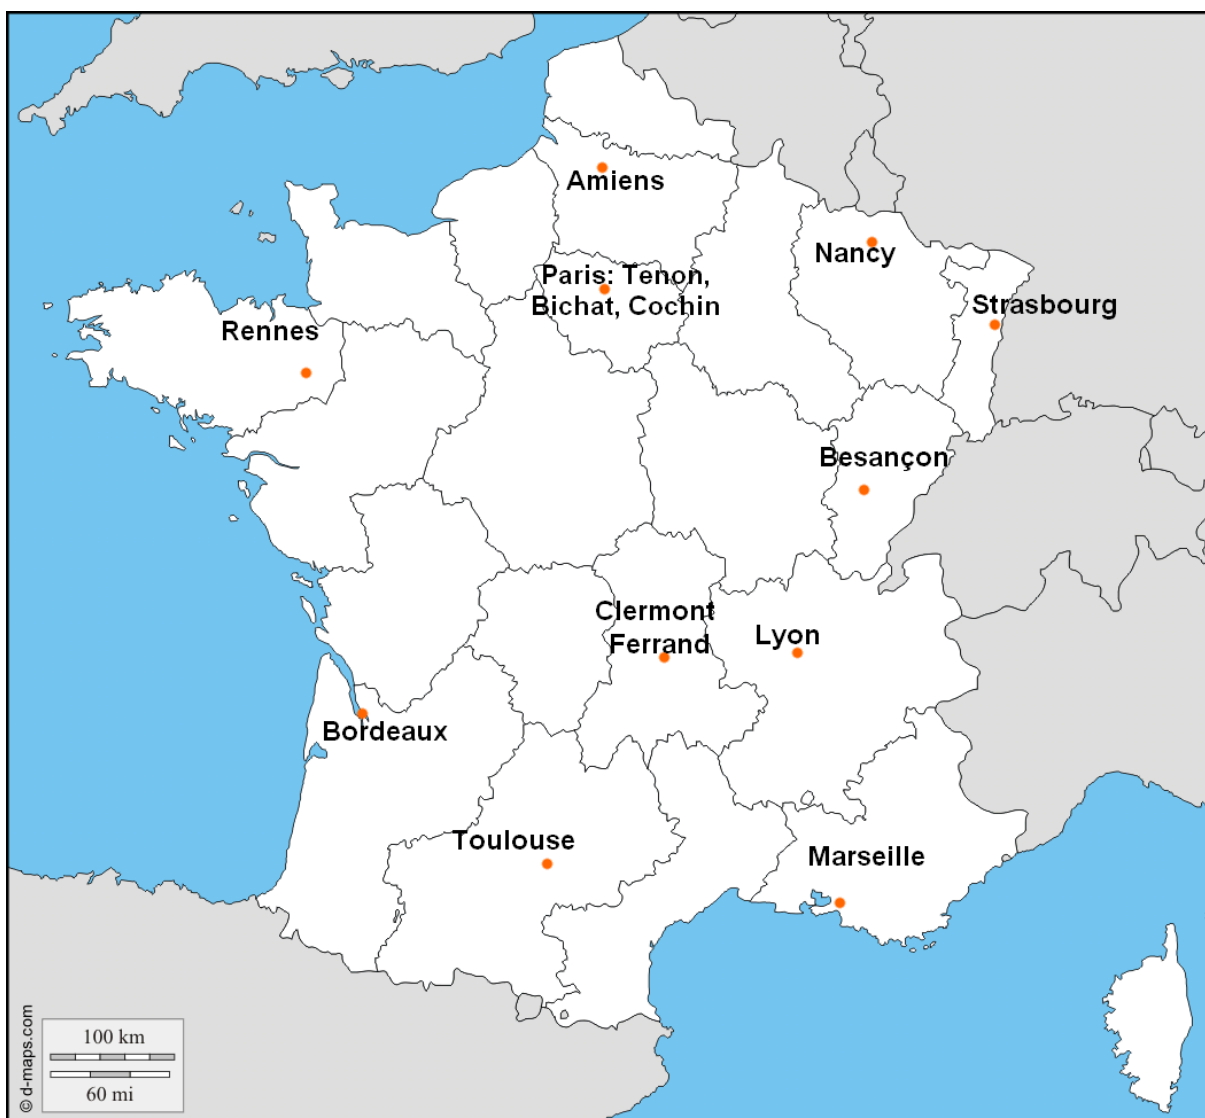 Amiens
Nancy
Paris: Tenon,
Bichat, Cochin
Strasbourg
Rennes
Besançon
Clermont
Ferrand
Lyon
Bordeaux
Toulouse
Marseille
© d-maps.com
100 km
60 mi